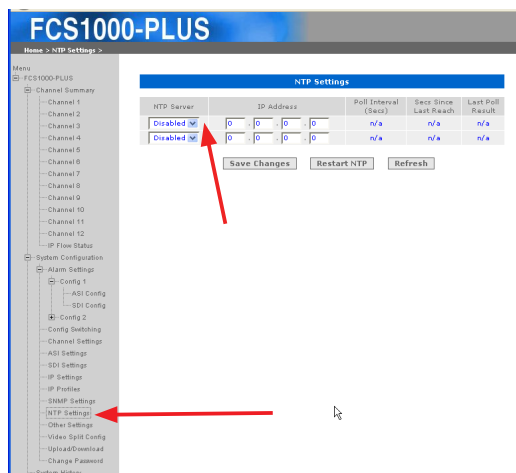 FCS1000-PLUS
Home > NTP Settings >
Menu
FCS1000-PLUS
Channel Summary
Channel 1
Channel 2
Channel 3
Channel 4
Channel 5
Channel 6
Channel 7
Channel 8
Channel 9
Channel 10
Channel 11
Channel 12
IP Flow Status
System Configuration
Alarm Settings
Config 1
ASI Config
SDI Config
Config 2
Config Switching
Channel Settings
ASI Settings
SDI Settings
IP Settings
IP Profiles
SNMP Settings
NTP Settings
Other Settings
Video Split Config
Upload/Download
Change Password
System History
NTP Settings
NTP Server IP Address Poll Interval (Secs) Secs Since Last Reach Last Poll Result
Disabled 0 . 0 . 0 . 0 n/a n/a n/a
Disabled 0 . 0 . 0 . 0 n/a n/a n/a
Save Changes Restart NTP Refresh